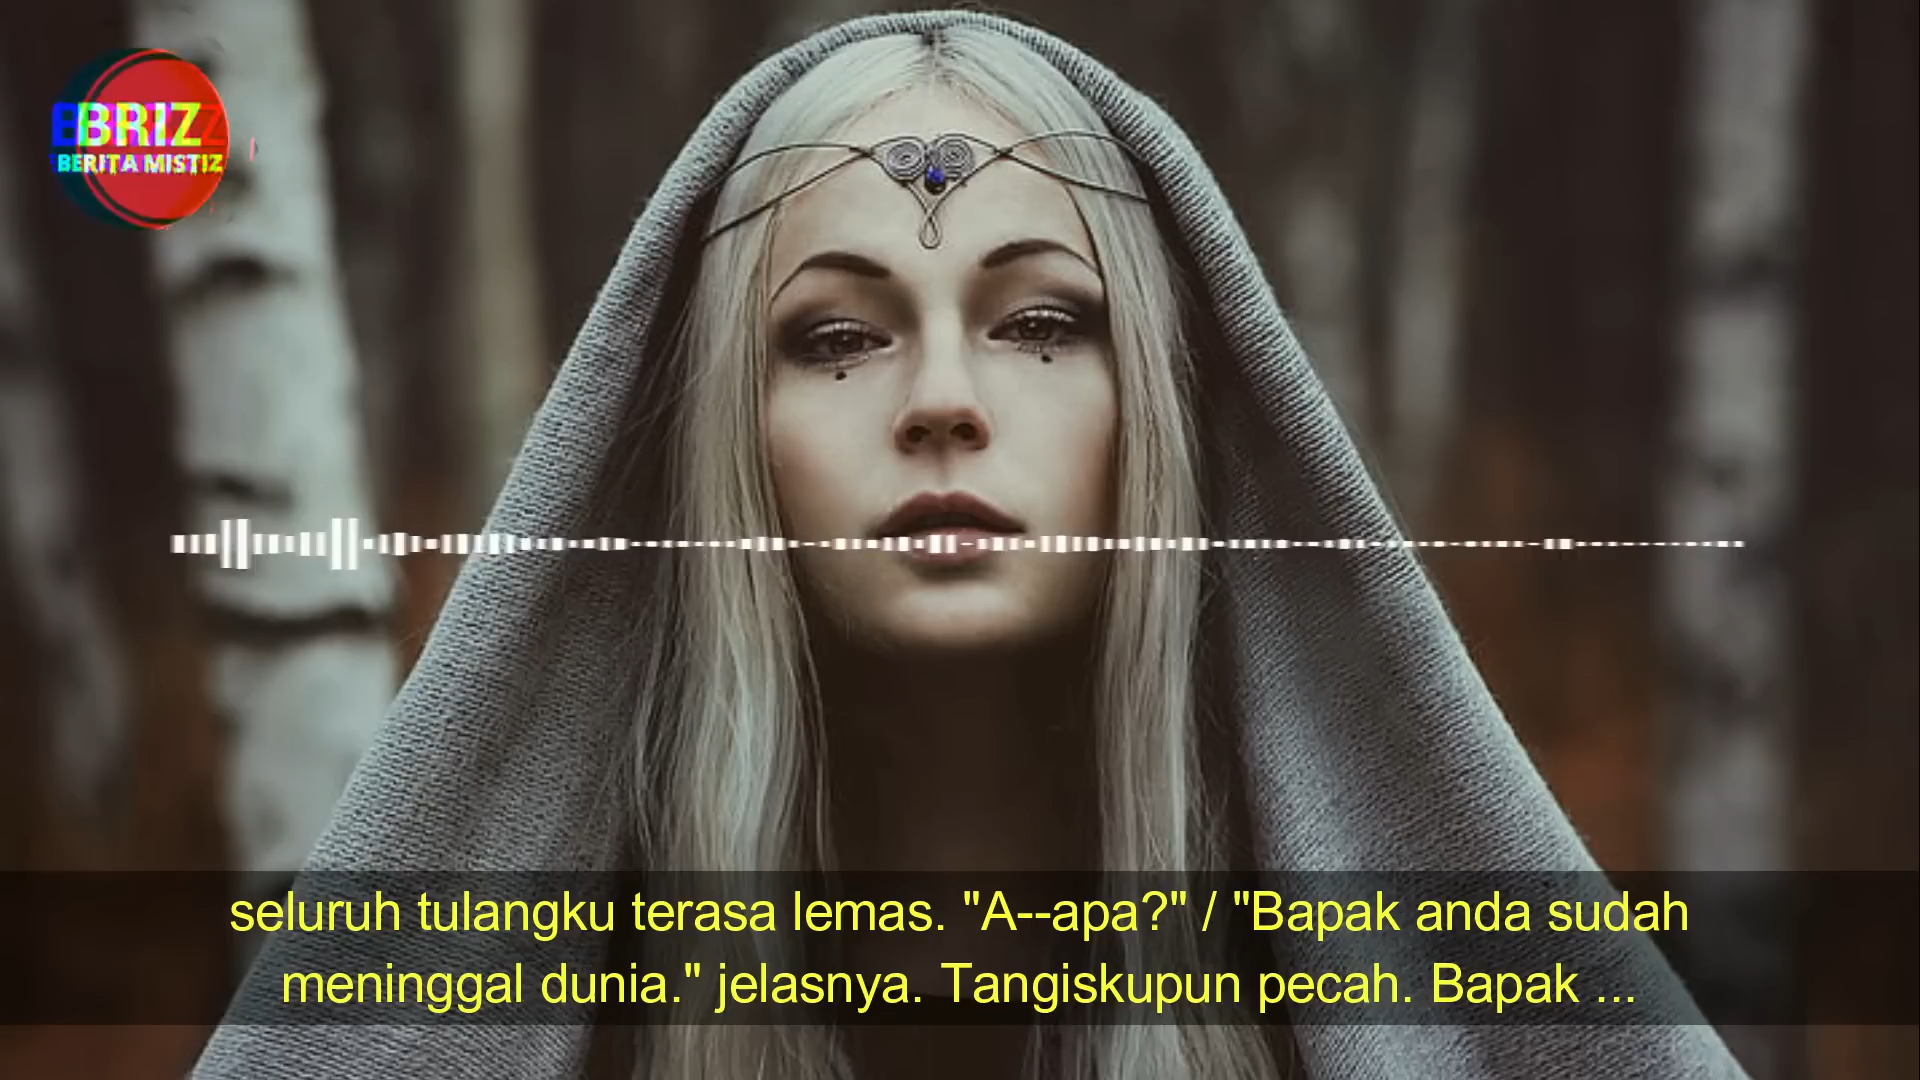 BRIZ
BERITA MISTIZ
seluruh tulangku terasa lemas. "A--apa?" / "Bapak anda sudah
meninggal dunia." jelasnya. Tangiskupun pecah. Bapak ...